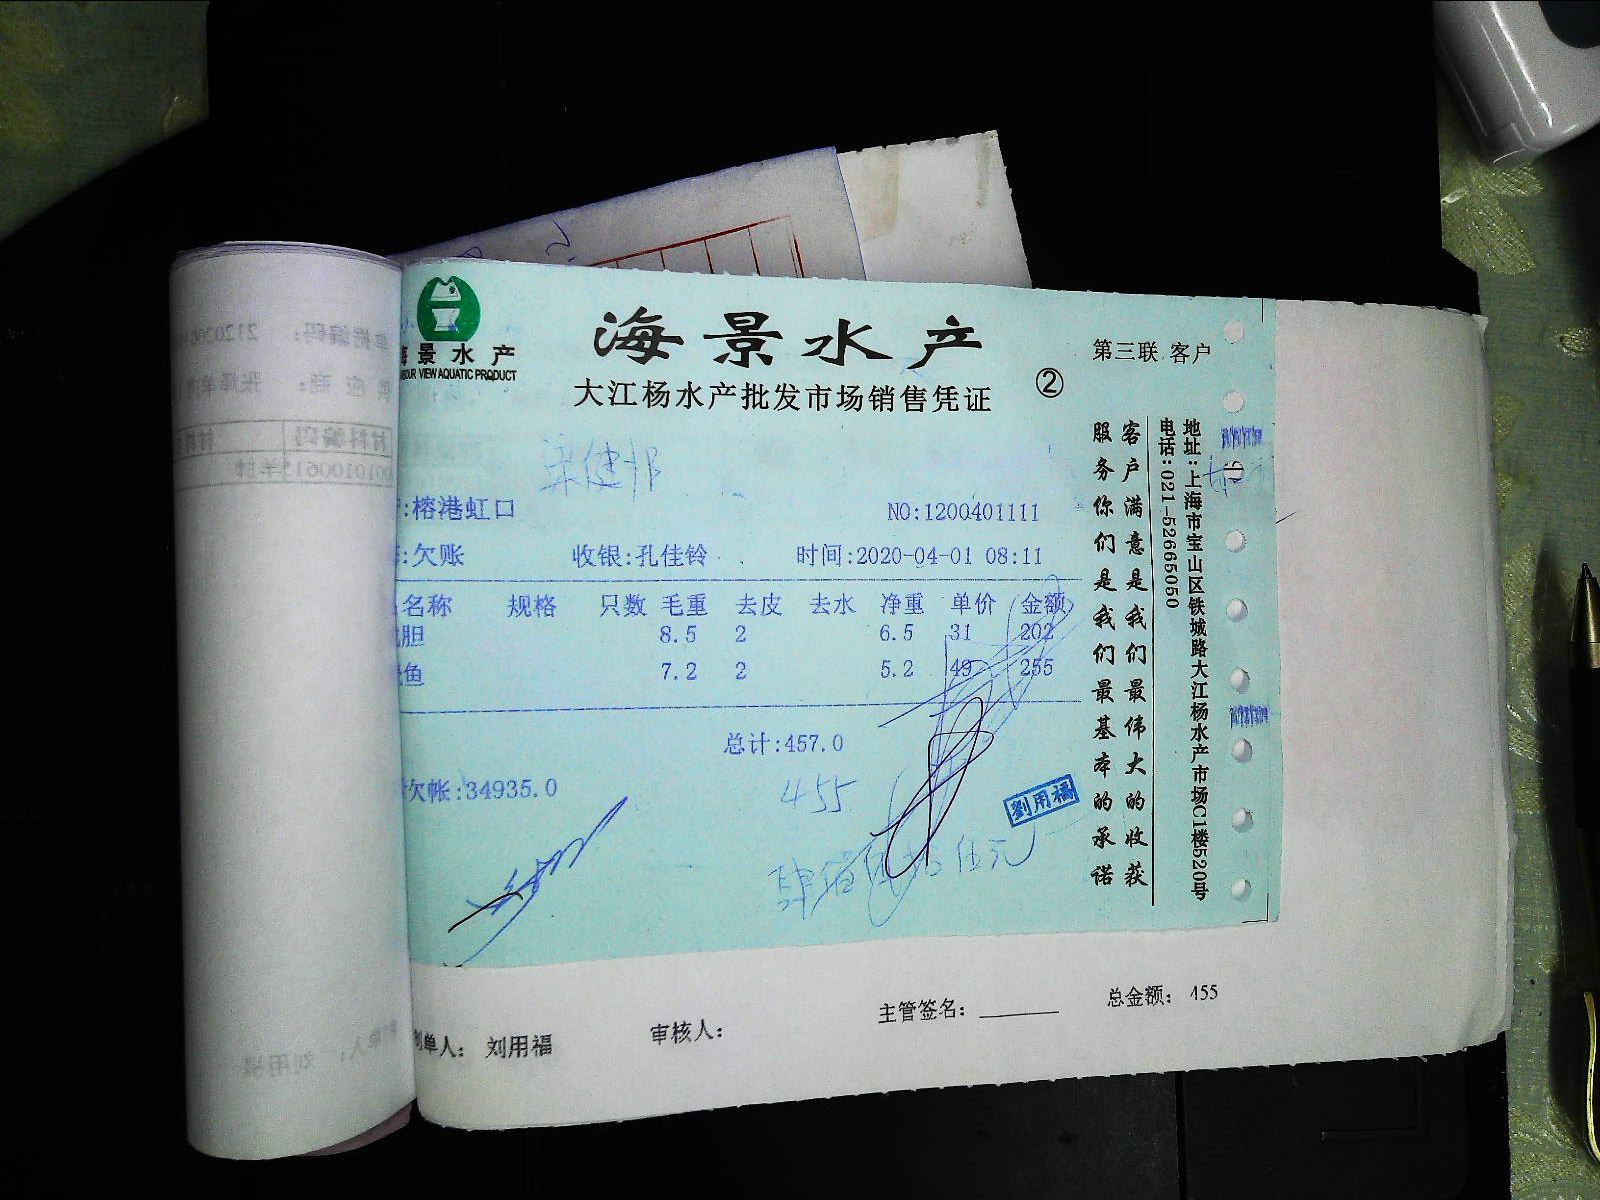 海景水产
大江杨水产批发市场销售凭证
②
第三联 客户
景水产
VIEW AQUATIC PRODUCT
:榕港虹口
NO:1200401111
:欠账 收银:孔佳铃 时间:2020-04-01 08:11
名称 规格 只数 毛重 去皮 去水 净重 单价 金额
胆 8.5 2 6.5 31 202
鱼 7.2 2 5.2 49 255
总计:457.0
欠帐:34935.0
455
劉用福
客户满意是我们最伟大的收获
服务你们是我们最基本的承诺
地址:上海市宝山区铁城路大江杨水产市场C1楼520号
电话:021-52665050
单人: 刘用福 审核人: 主管签名: 总金额: 455